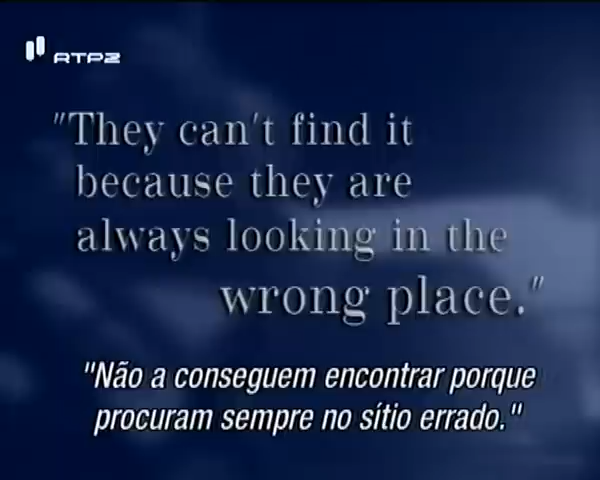 RTP2
"They can't find it
because they are
always looking in the
wrong place."
"Não a conseguem encontrar porque
procuram sempre no sítio errado."